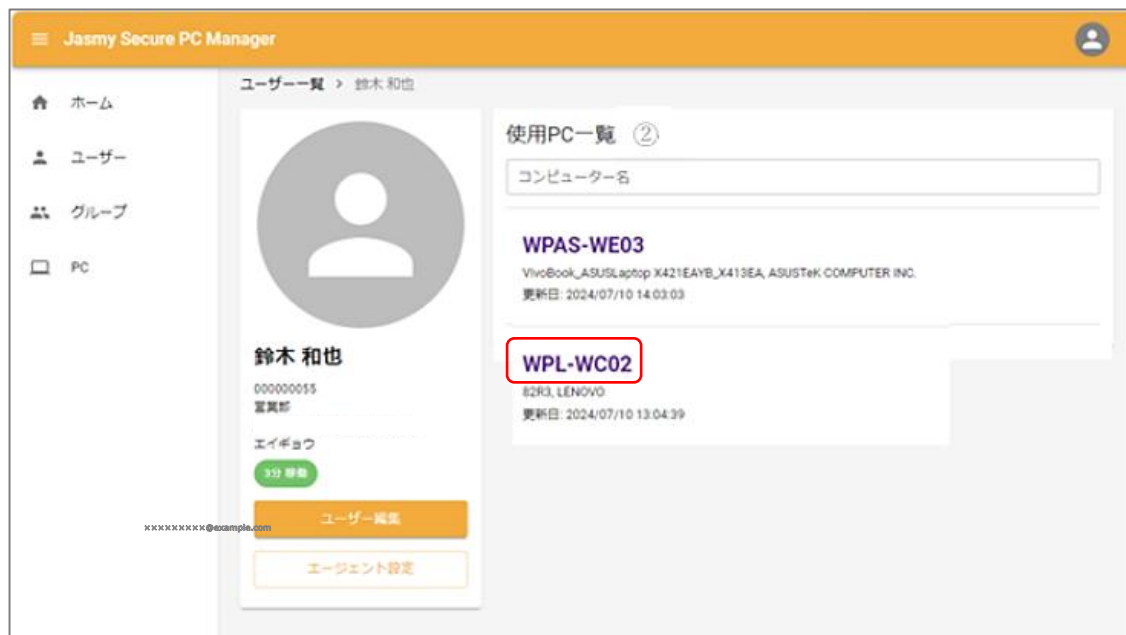 Jasmy Secure PC Manager
ホーム
ユーザー
グループ
PC
ユーザー一覧 > 鈴木 和也
鈴木 和也
000000055
営業部
エイギョウ
3分 稼働
ユーザー編集
xxxxxxxxx@example.com
エージェント設定
使用PC一覧 ②
コンピューター名
WPAS-WE03
VivoBook_ASUSLaptop X421EAYB_X413EA, ASUSTeK COMPUTER INC.
更新日: 2024/07/10 14:03:03
WPL-WC02
82R3, LENOVO
更新日: 2024/07/10 13:04:39